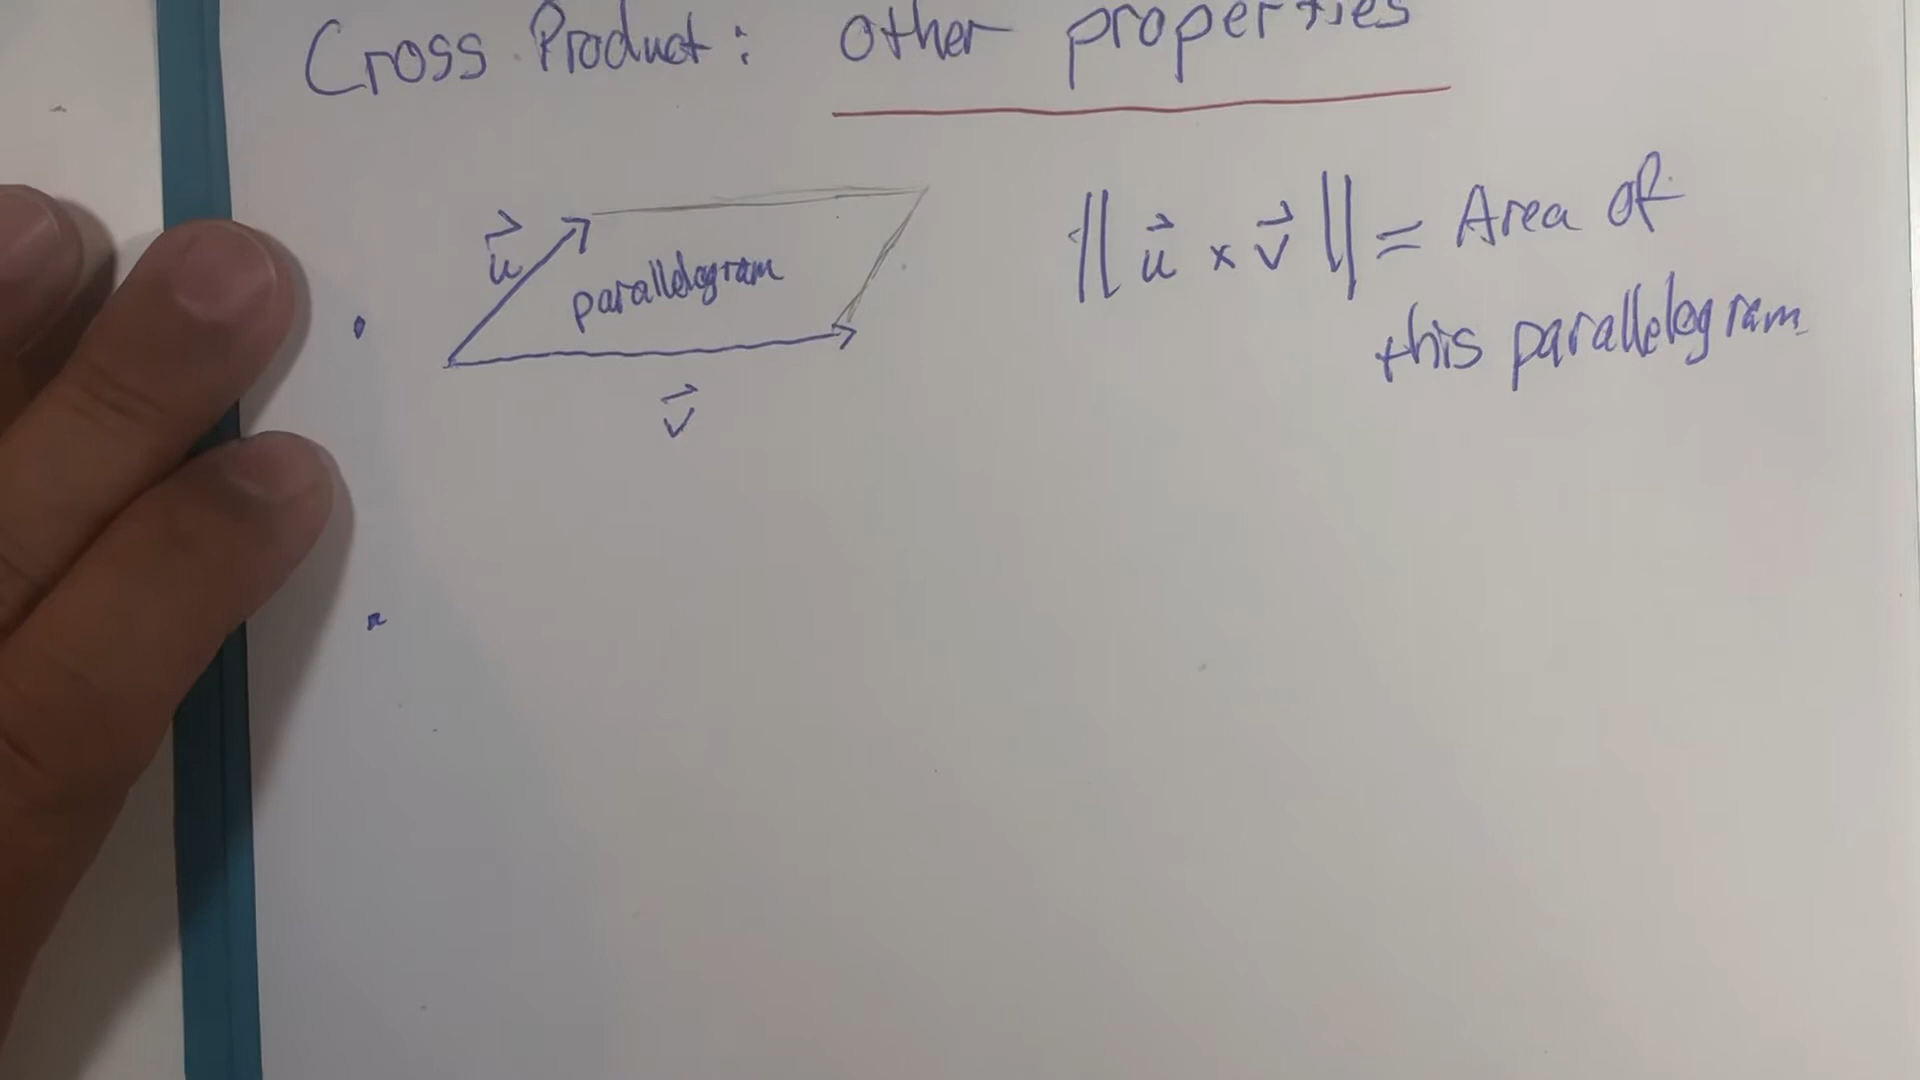 Cross Product: Other properties
u⃗
parallelogram
v⃗
‖ u⃗ × v⃗ ‖ = Area of
this parallelogram.